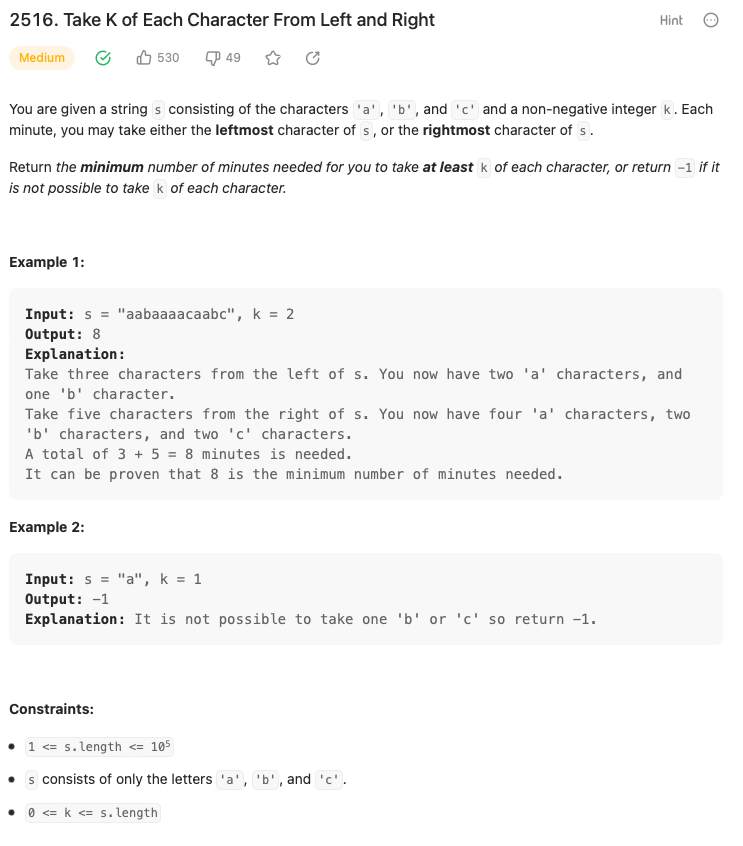 2516. Take K of Each Character From Left and Right
Hint
Medium
530
49
You are given a string s consisting of the characters 'a', 'b', and 'c' and a non-negative integer k. Each
minute, you may take either the leftmost character of s, or the rightmost character of s.
Return the minimum number of minutes needed for you to take at least k of each character, or return -1 if it
is not possible to take k of each character.
Example 1:
Input: s = "aabaaaacaabc", k = 2
Output: 8
Explanation:
Take three characters from the left of s. You now have two 'a' characters, and
one 'b' character.
Take five characters from the right of s. You now have four 'a' characters, two
'b' characters, and two 'c' characters.
A total of 3 + 5 = 8 minutes is needed.
It can be proven that 8 is the minimum number of minutes needed.
Example 2:
Input: s = "a", k = 1
Output: -1
Explanation: It is not possible to take one 'b' or 'c' so return -1.
Constraints:
• 1 <= s.length <= 10⁵
• s consists of only the letters 'a', 'b', and 'c'.
• 0 <= k <= s.length